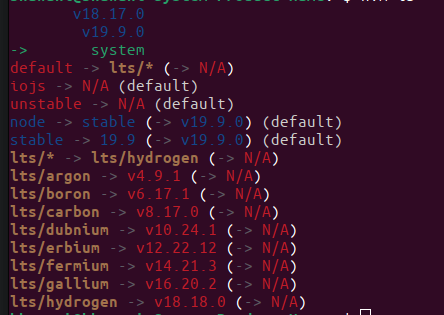 v18.17.0
v19.9.0
-> system
default -> lts/* (-> N/A)
iojs -> N/A (default)
unstable -> N/A (default)
node -> stable (-> v19.9.0) (default)
stable -> 19.9 (-> v19.9.0) (default)
lts/* -> lts/hydrogen (-> N/A)
lts/argon -> v4.9.1 (-> N/A)
lts/boron -> v6.17.1 (-> N/A)
lts/carbon -> v8.17.0 (-> N/A)
lts/dubnium -> v10.24.1 (-> N/A)
lts/erbium -> v12.22.12 (-> N/A)
lts/fermium -> v14.21.3 (-> N/A)
lts/gallium -> v16.20.2 (-> N/A)
lts/hydrogen -> v18.18.0 (-> N/A)